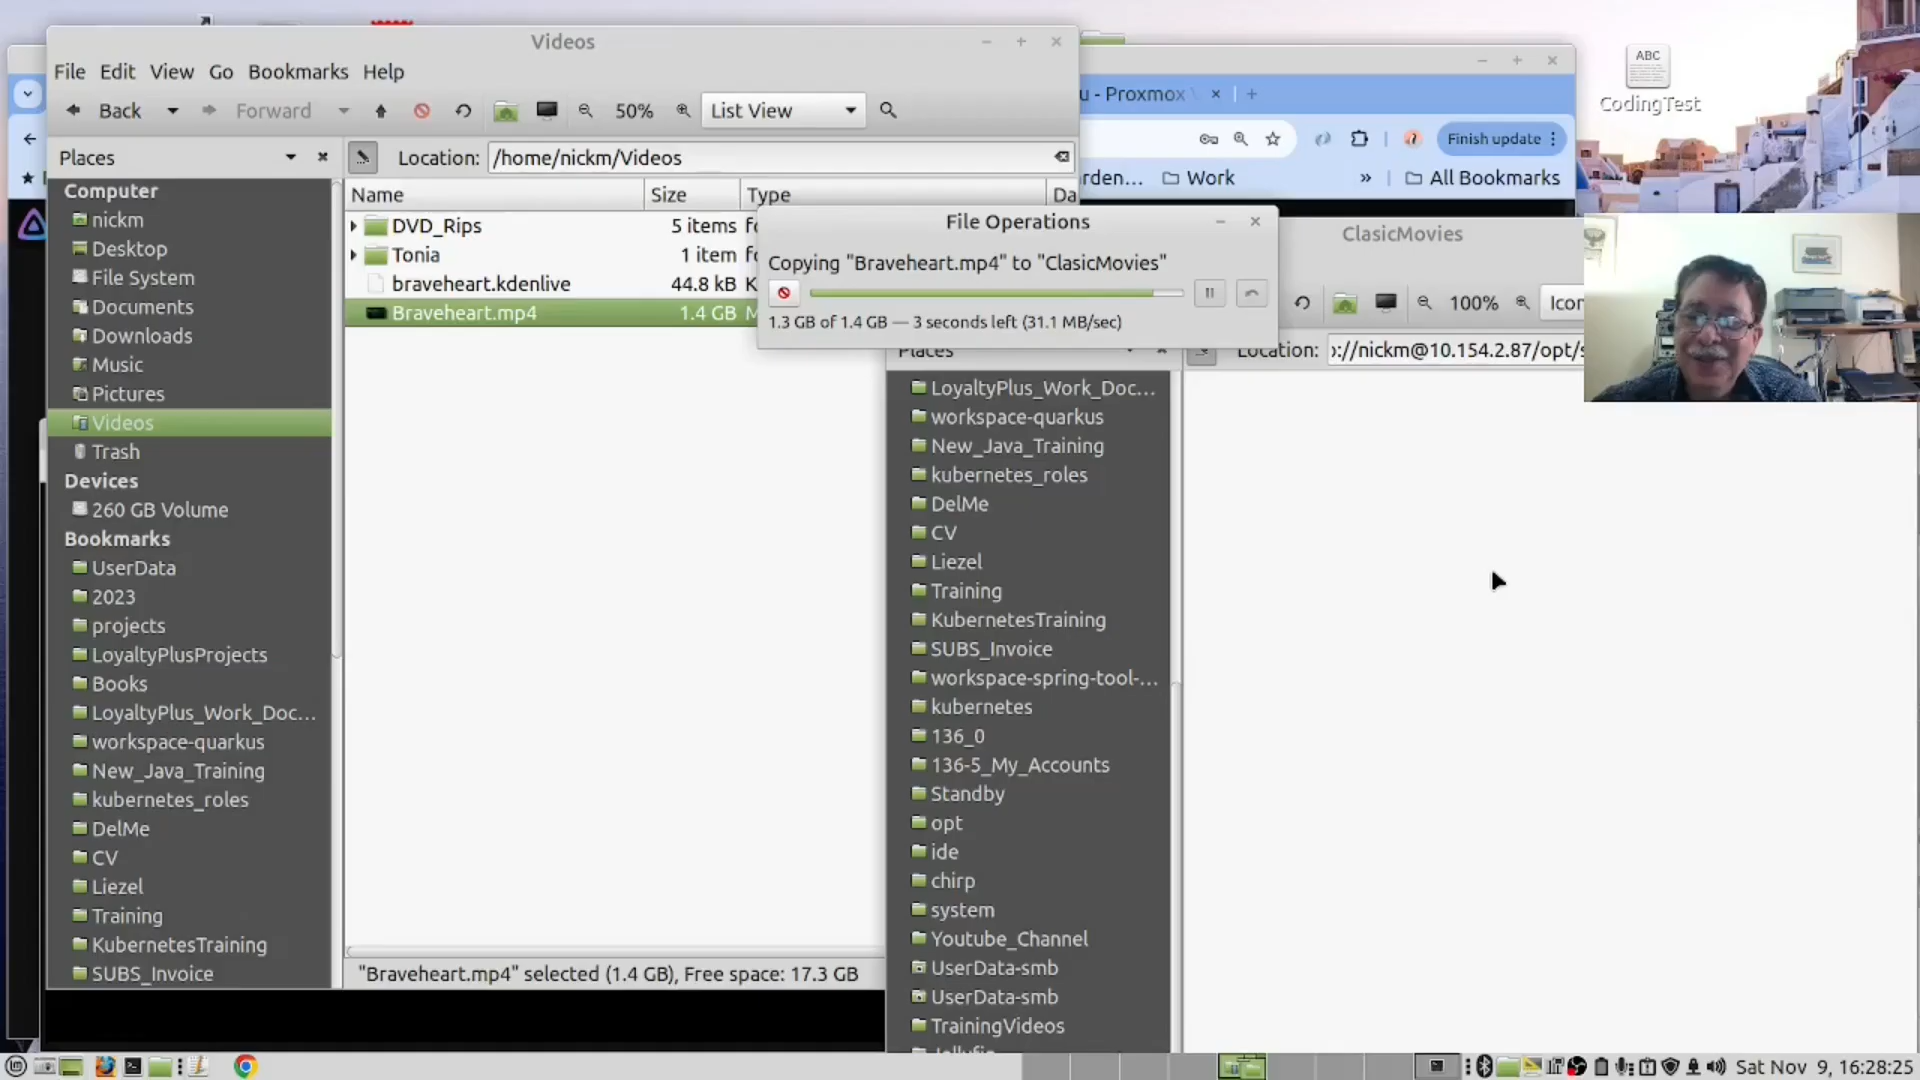 Videos
File Edit View Go Bookmarks Help
Back Forward 50% List View
Places
Location: /home/nickm/Videos
Computer
nickm
Desktop
File System
Documents
Downloads
Music
Pictures
Videos
Trash
Devices
260 GB Volume
Bookmarks
UserData
2023
projects
LoyaltyPlusProjects
Books
LoyaltyPlus_Work_Doc...
workspace-quarkus
New_Java_Training
kubernetes_roles
DelMe
CV
Liezel
Training
KubernetesTraining
SUBS_Invoice
Name Size Type Da
DVD_Rips 5 items fo
Tonia 1 item fo
braveheart.kdenlive 44.8 kB K
Braveheart.mp4 1.4 GB M
"Braveheart.mp4" selected (1.4 GB), Free space: 17.3 GB
File Operations
Copying "Braveheart.mp4" to "ClasicMovies"
1.3 GB of 1.4 GB — 3 seconds left (31.1 MB/sec)
u - Proxmox V
Finish update
rden... Work All Bookmarks
ClasicMovies
100% Icon
Places
Location: ://nickm@10.154.2.87/opt/s
LoyaltyPlus_Work_Doc...
workspace-quarkus
New_Java_Training
kubernetes_roles
DelMe
CV
Liezel
Training
KubernetesTraining
SUBS_Invoice
workspace-spring-tool-...
kubernetes
136_0
136-5_My_Accounts
Standby
opt
ide
chirp
system
Youtube_Channel
UserData-smb
UserData-smb
TrainingVideos
Jellyfin
ABC
CodingTest
Sat Nov 9, 16:28:25